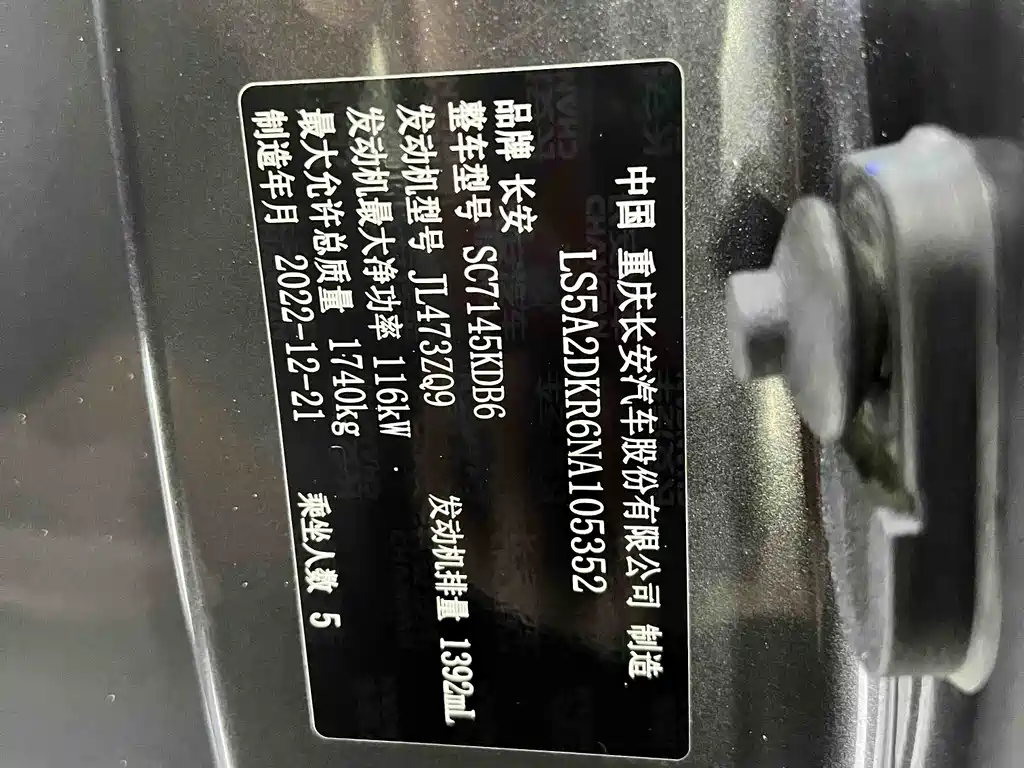 中国 重庆长安汽车股份有限公司 制造
LS5A2DKR6NA105352
品牌 长安
整车型号 SC7145KDB6
发动机型号 JL473ZQ9 发动机排量 1392mL
发动机最大净功率 116kW
最大允许总质量 1740kg
制造年月 2022-12-21 乘坐人数 5